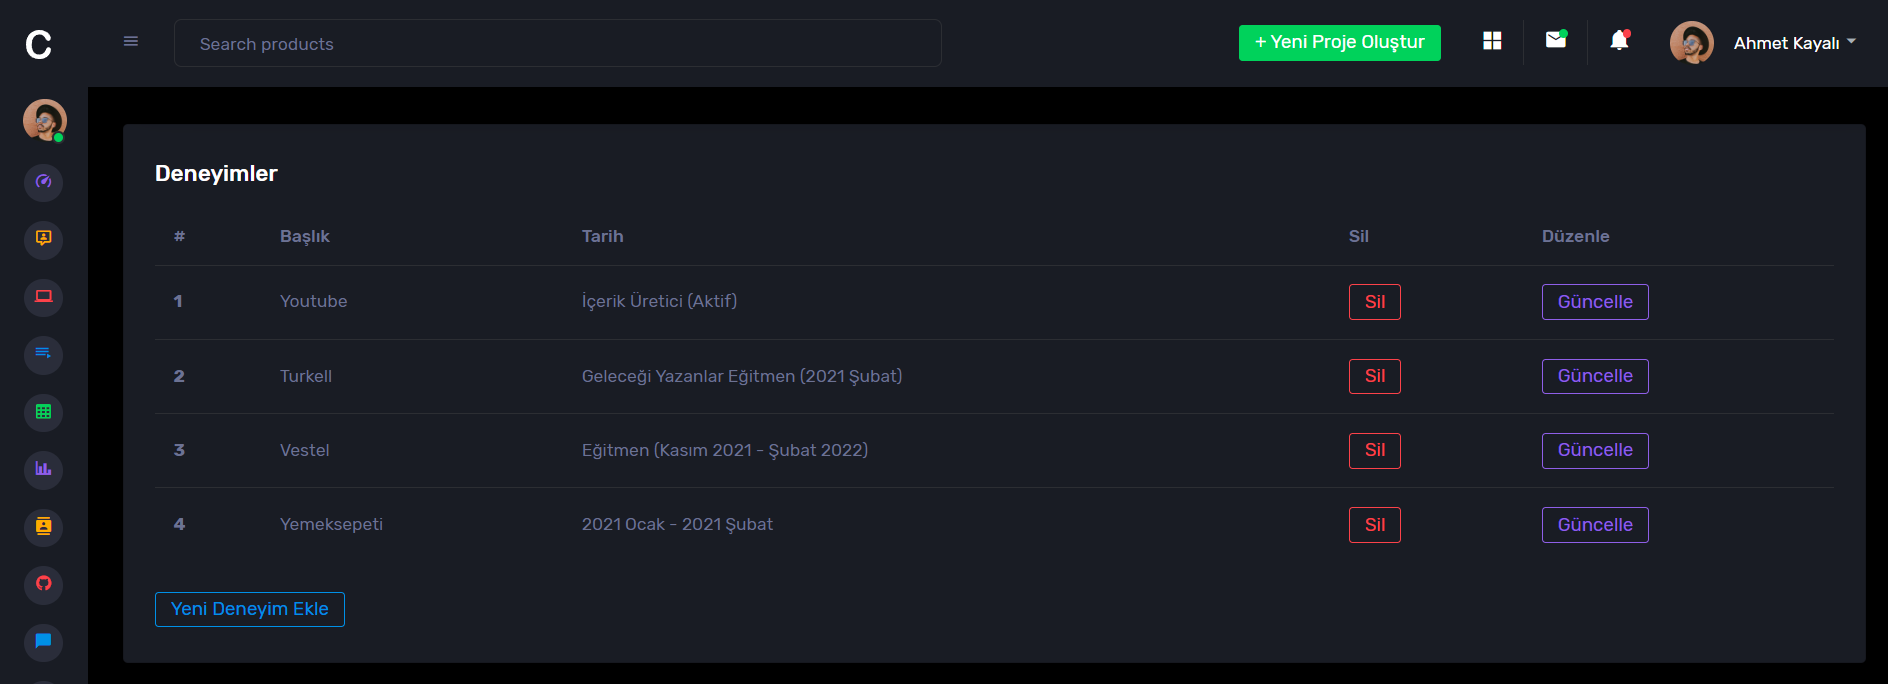 C
Search products
+ Yeni Proje Oluştur
Ahmet Kayalı
Deneyimler
# Başlık Tarih Sil Düzenle
1 Youtube İçerik Üretici (Aktif) Sil Güncelle
2 Turkell Geleceği Yazanlar Eğitmen (2021 Şubat) Sil Güncelle
3 Vestel Eğitmen (Kasım 2021 - Şubat 2022) Sil Güncelle
4 Yemeksepeti 2021 Ocak - 2021 Şubat Sil Güncelle
Yeni Deneyim Ekle